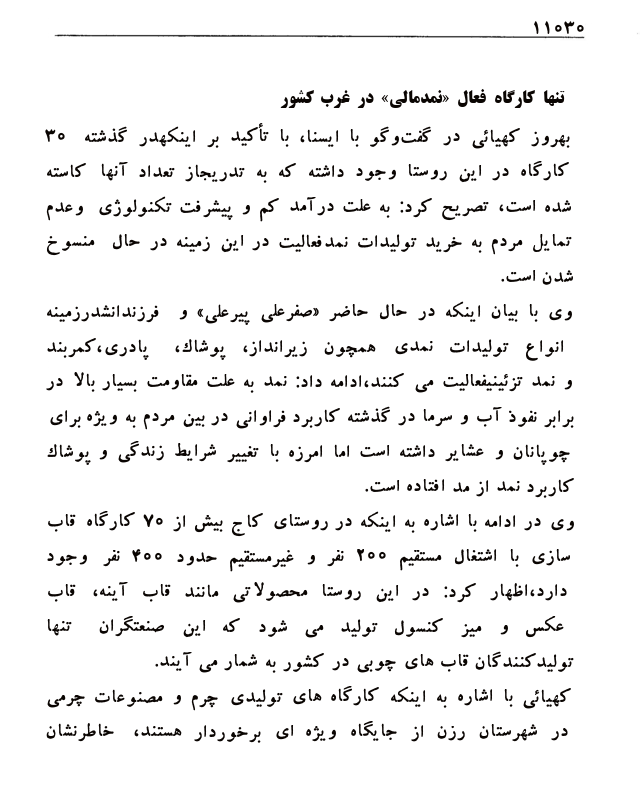 ۱۱۰۳۰
تنها کارگاه فعال «نمدمالی» در غرب کشور
بهروز کهیائی در گفت‌وگو با ایسنا، با تأکید بر اینکهدر گذشته ۳۰
کارگاه در این روستا وجود داشته که به تدریجاز تعداد آنها کاسته
شده است، تصریح کرد: به علت درآمد کم و پیشرفت تکنولوژی وعدم
تمایل مردم به خرید تولیدات نمدفعالیت در این زمینه در حال منسوخ
شدن است.
وی با بیان اینکه در حال حاضر «صفرعلی پیرعلی» و فرزندانشدرزمینه
انواع تولیدات نمدی همچون زیرانداز، پوشاك، پادری،کمربند
و نمد تزئینیفعالیت می کنند،ادامه داد: نمد به علت مقاومت بسیار بالا در
برابر نفوذ آب و سرما در گذشته کاربرد فراوانی در بین مردم به ویژه برای
چوپانان و عشایر داشته است اما امرزه با تغییر شرایط زندگی و پوشاك
کاربرد نمد از مد افتاده است.
وی در ادامه با اشاره به اینکه در روستای کاج بیش از ۷۰ کارگاه قاب
سازی با اشتغال مستقیم ۲۰۰ نفر و غیرمستقیم حدود ۴۰۰ نفر وجود
دارد،اظهار کرد: در این روستا محصولاتی مانند قاب آینه، قاب
عکس و میز کنسول تولید می شود که این صنعتگران تنها
تولیدکنندگان قاب های چوبی در کشور به شمار می آیند.
کهیائی با اشاره به اینکه کارگاه های تولیدی چرم و مصنوعات چرمی
در شهرستان رزن از جایگاه ویژه ای برخوردار هستند، خاطرنشان